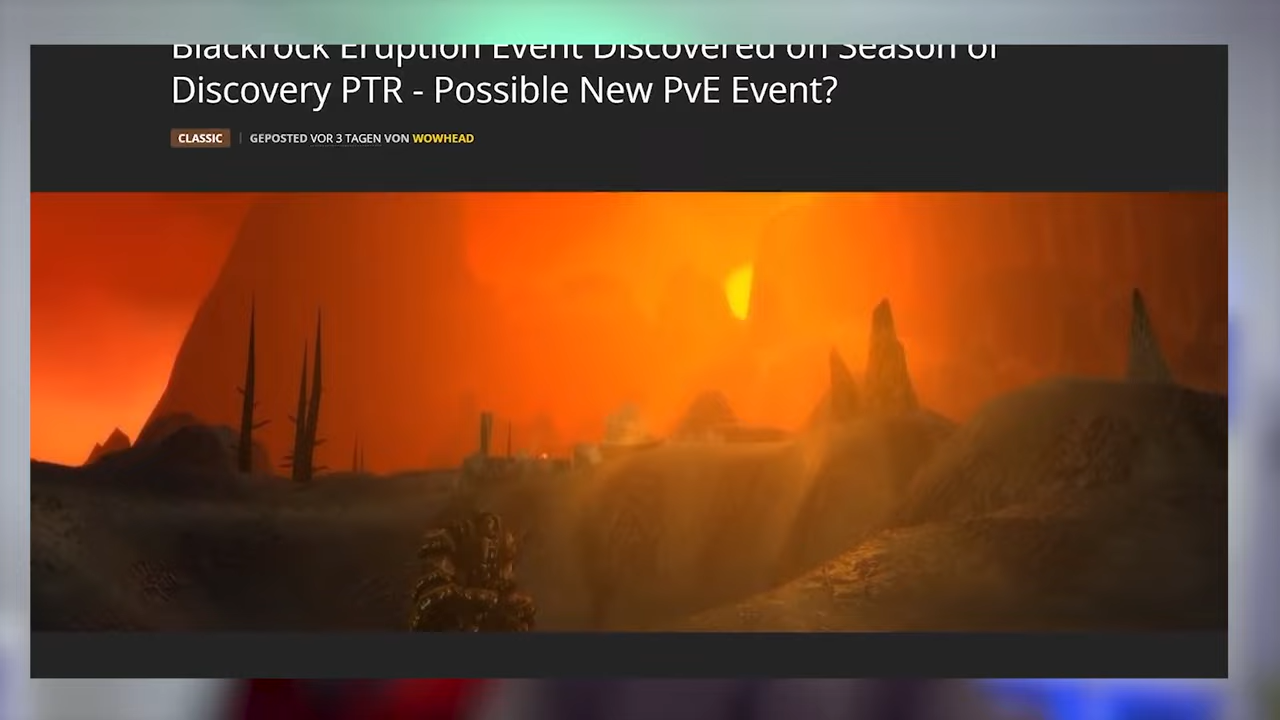 Blackrock Eruption Event Discovered on Season of
Discovery PTR - Possible New PvE Event?
CLASSIC | GEPOSTED VOR 3 TAGEN VON WOWHEAD